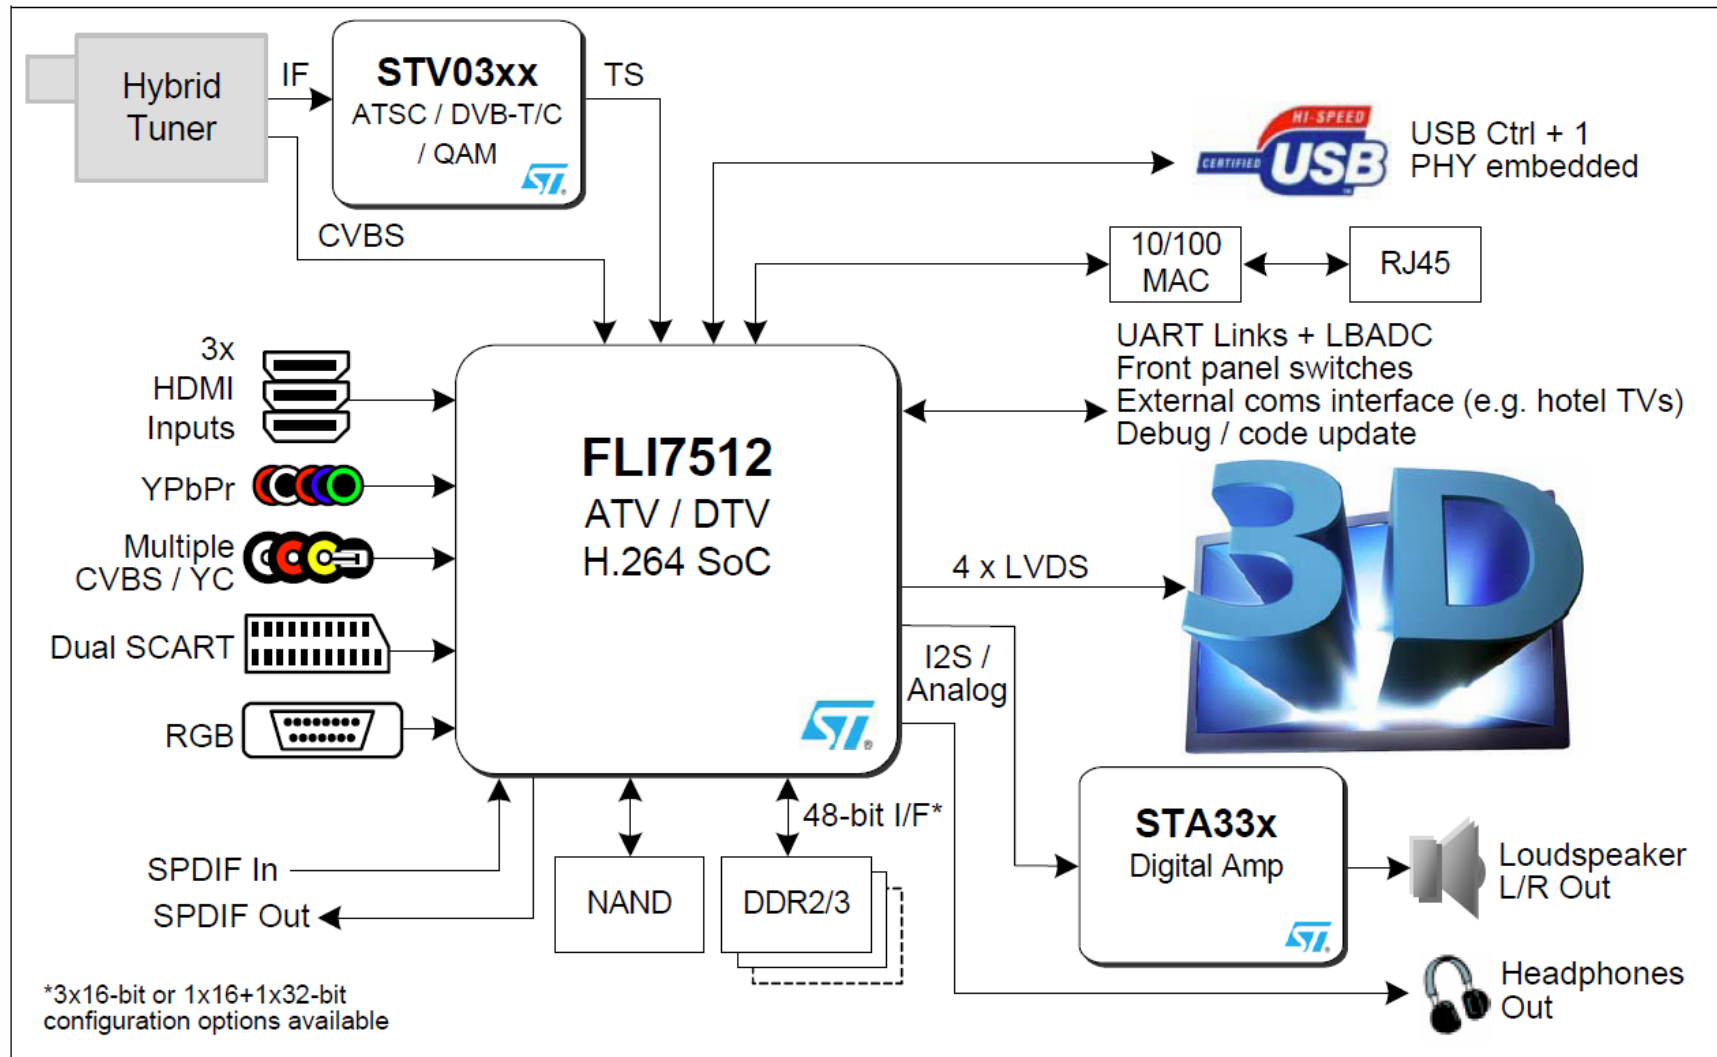 Hybrid
Tuner
IF
STV03xx
ATSC / DVB-T/C
/ QAM
TS
CVBS
HI-SPEED
CERTIFIED
USB
USB Ctrl + 1
PHY embedded
10/100
MAC
RJ45
UART Links + LBADC
Front panel switches
External coms interface (e.g. hotel TVs)
Debug / code update
3x
HDMI
Inputs
YPbPr
Multiple
CVBS / YC
Dual SCART
RGB
FLI7512
ATV / DTV
H.264 SoC
4 x LVDS
3D
I2S /
Analog
48-bit I/F*
SPDIF In
SPDIF Out
NAND
DDR2/3
STA33x
Digital Amp
Loudspeaker
L/R Out
Headphones
Out
*3x16-bit or 1x16+1x32-bit
configuration options available